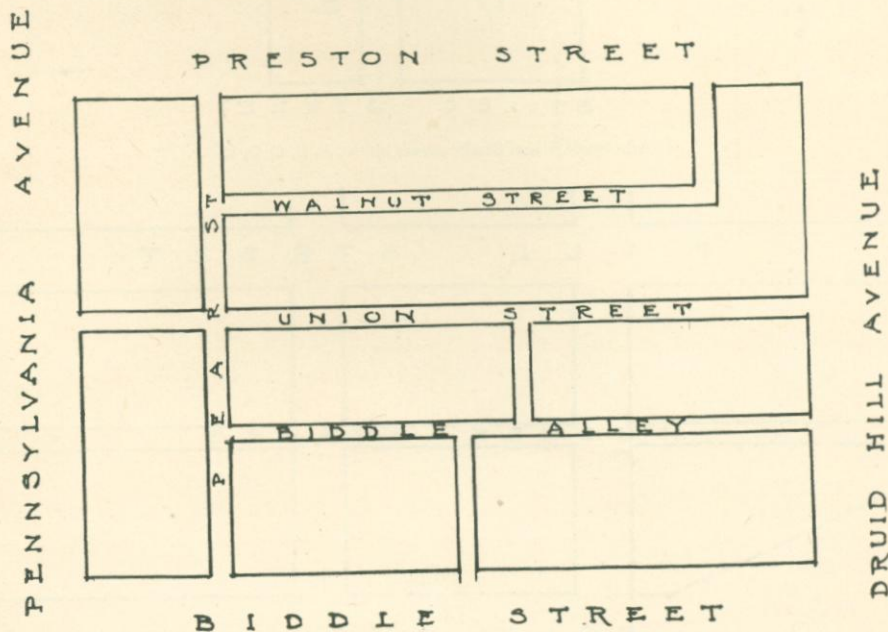 PRESTON STREET
PENNSYLVANIA AVENUE
WALNUT STREET
PEAR ST
UNION STREET
BIDDLE ALLEY
DRUID HILL AVENUE
BIDDLE STREET